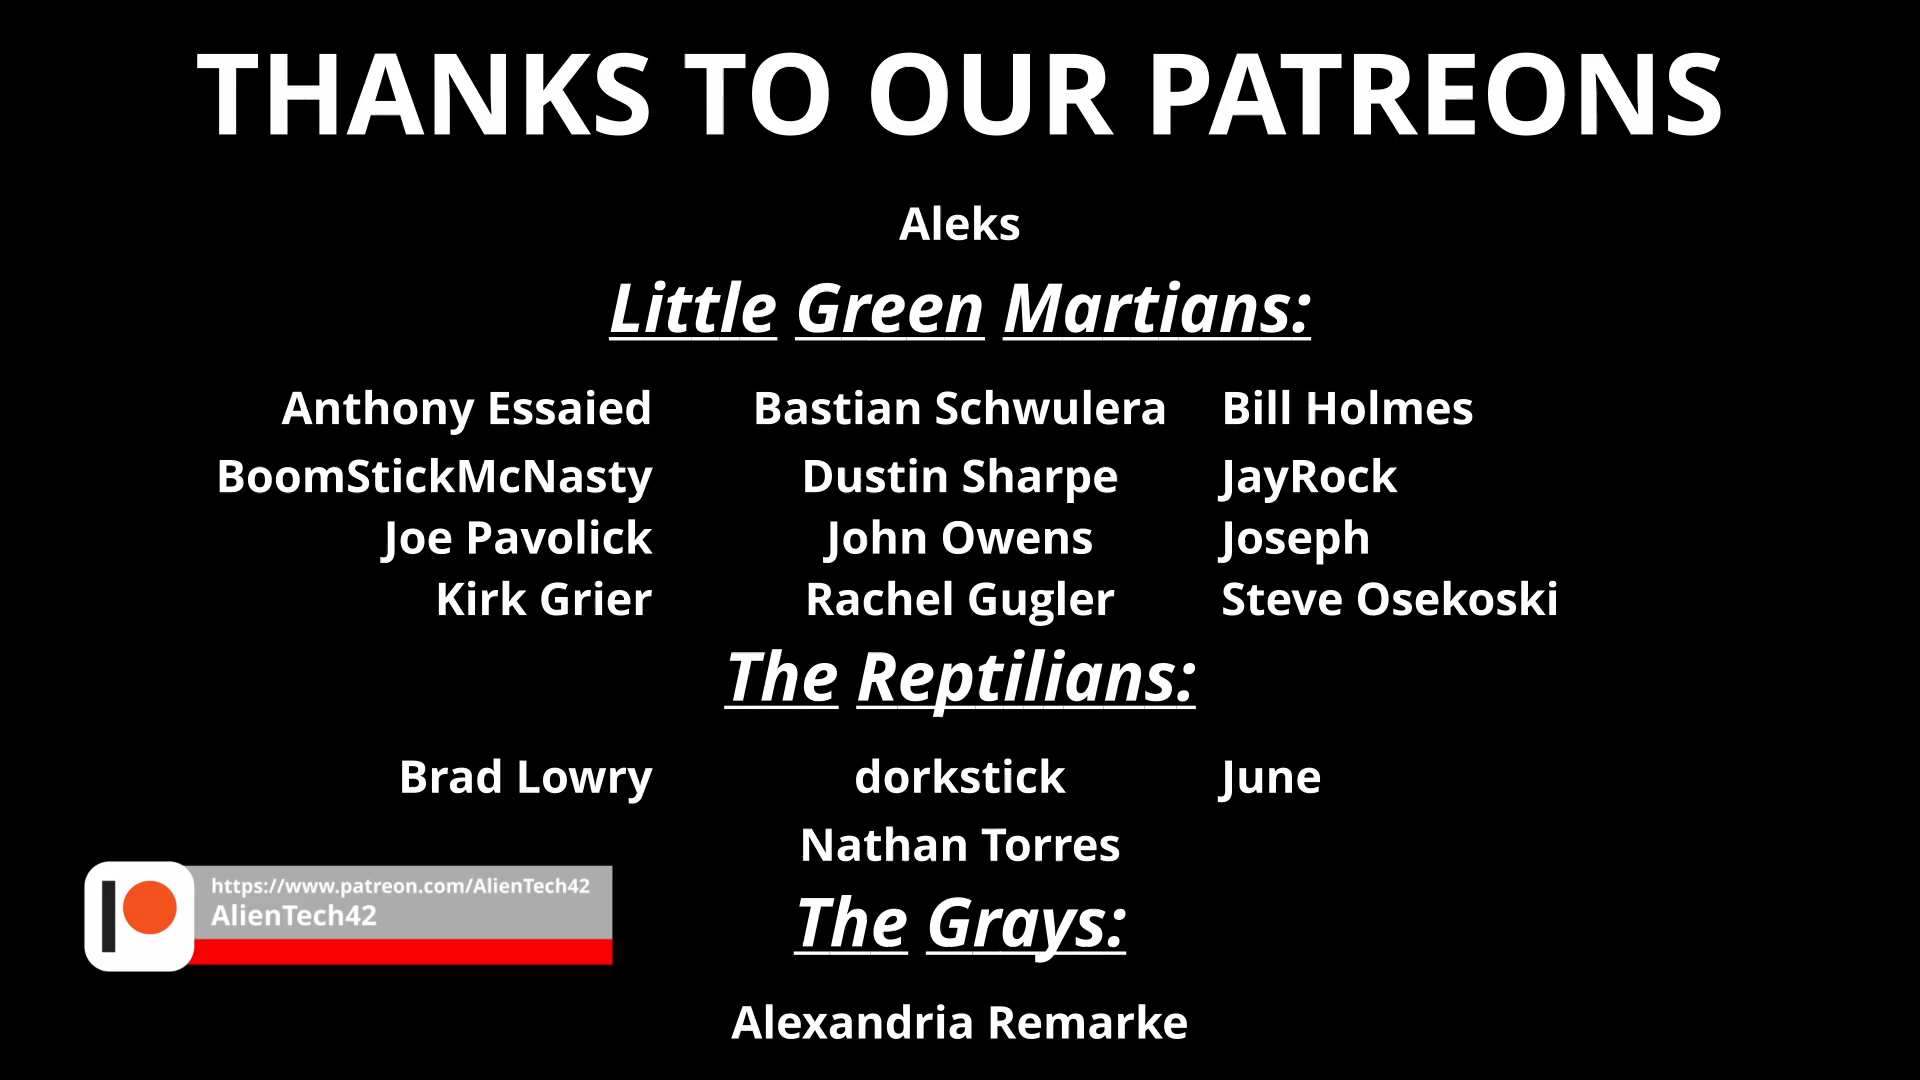 THANKS TO OUR PATREONS
Aleks
Little Green Martians:
Anthony Essaied Bastian Schwulera Bill Holmes
BoomStickMcNasty Dustin Sharpe JayRock
Joe Pavolick John Owens Joseph
Kirk Grier Rachel Gugler Steve Osekoski
The Reptilians:
Brad Lowry dorkstick June
Nathan Torres
https://www.patreon.com/AlienTech42
AlienTech42
The Grays:
Alexandria Remarke